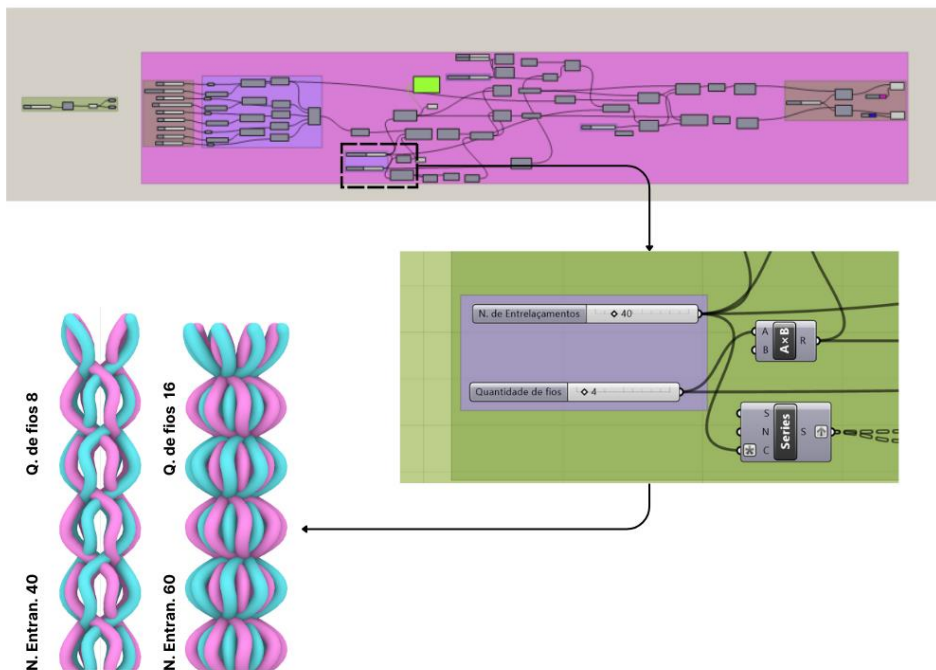 N. de Entrelaçamentos
40
A
B
A×B
R
Quantidade de fios
4
S
N
C
Series
S
Q. de fios 8
Q. de fios 16
N. Entran. 40
N. Entran. 60